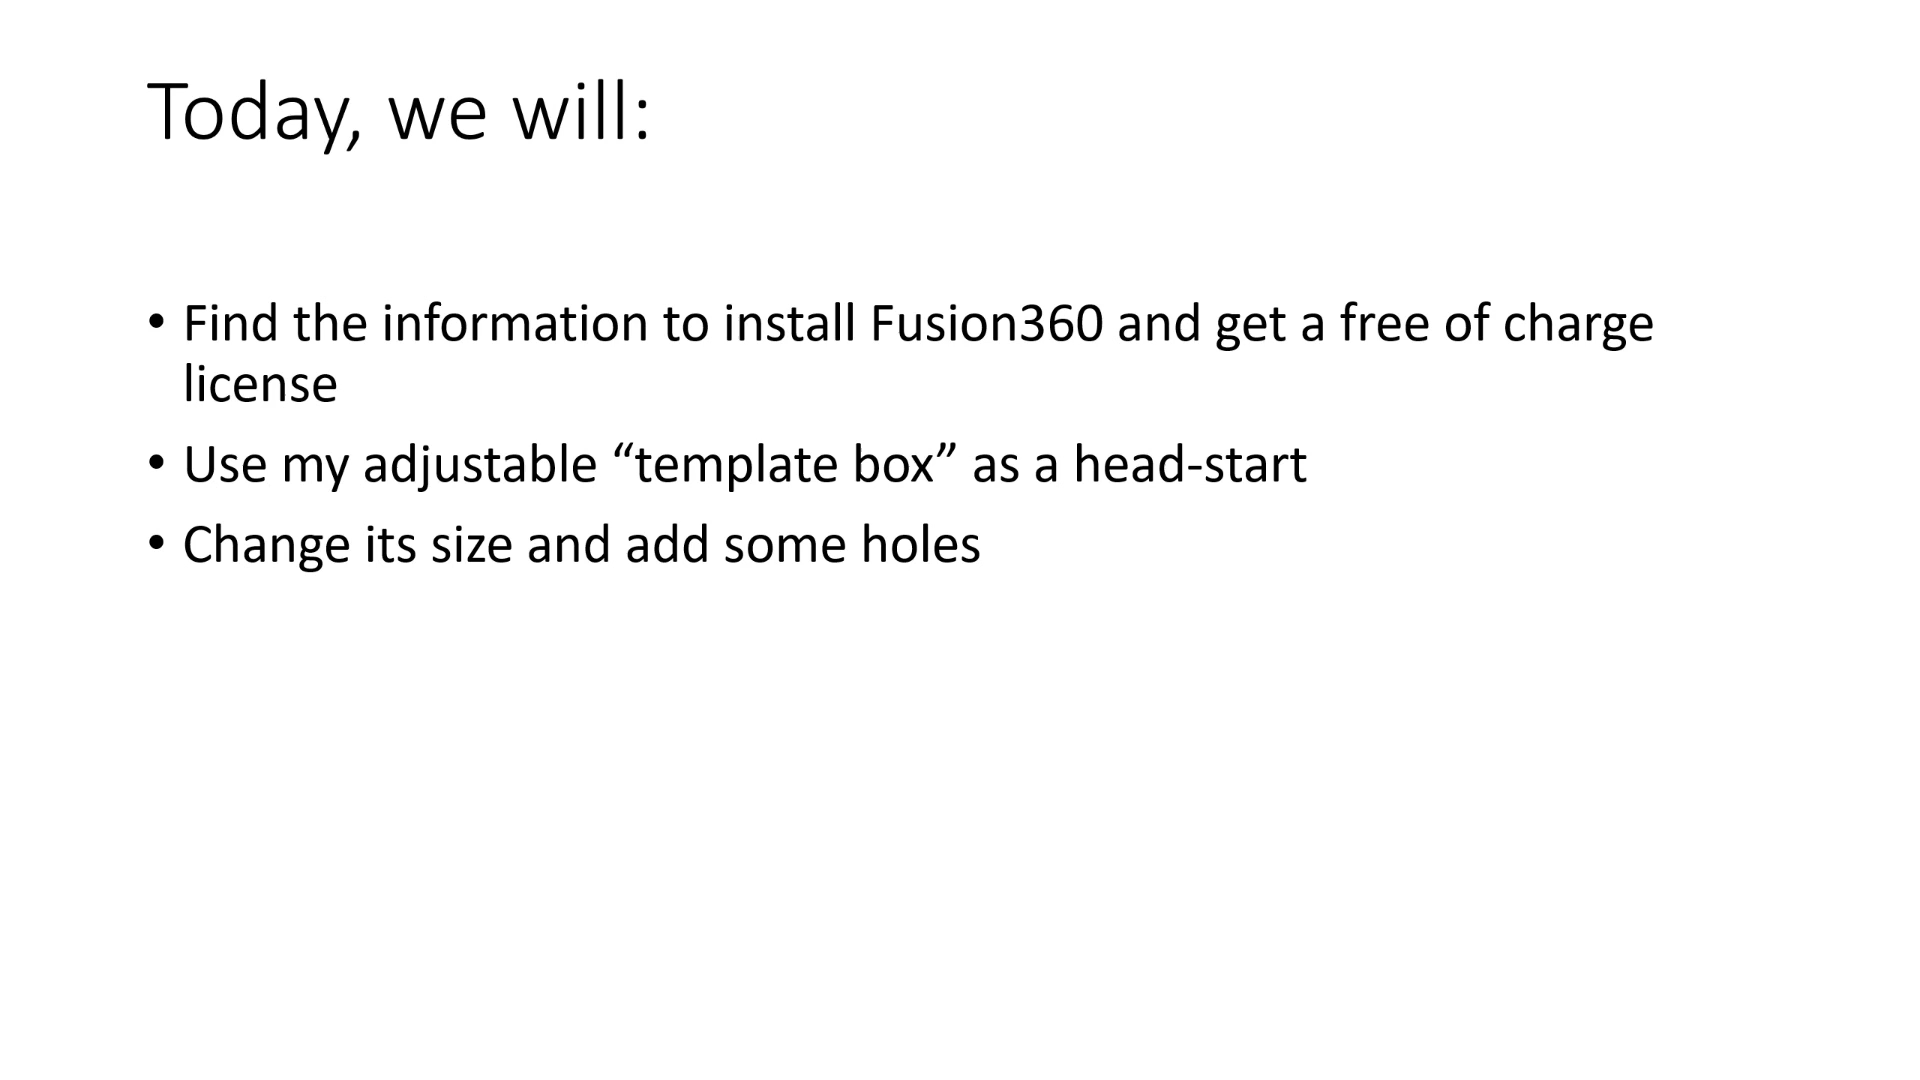 Today, we will:
• Find the information to install Fusion360 and get a free of charge
license
• Use my adjustable “template box” as a head-start
• Change its size and add some holes